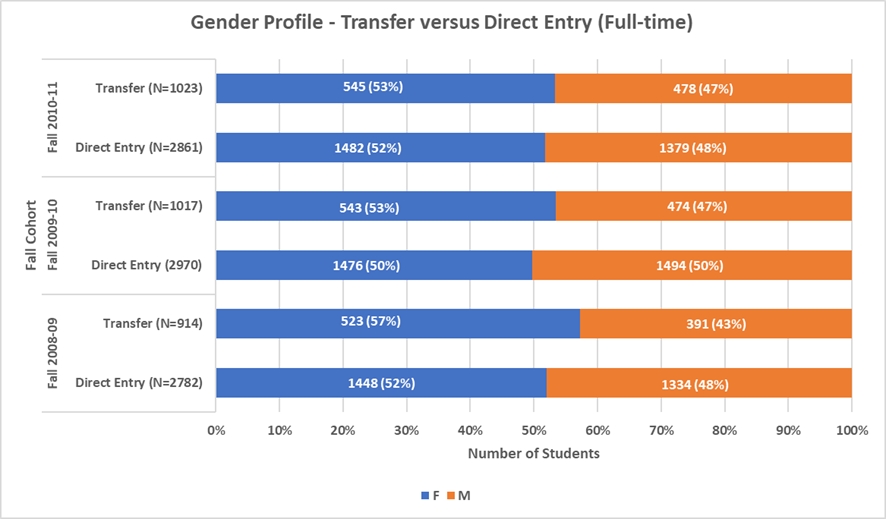 Gender Profile - Transfer versus Direct Entry (Full-time)
Fall Cohort
Fall 2010-11
Transfer (N=1023)
545 (53%)
478 (47%)
Direct Entry (N=2861)
1482 (52%)
1379 (48%)
Fall 2009-10
Transfer (N=1017)
543 (53%)
474 (47%)
Direct Entry (2970)
1476 (50%)
1494 (50%)
Fall 2008-09
Transfer (N=914)
523 (57%)
391 (43%)
Direct Entry (N=2782)
1448 (52%)
1334 (48%)
0% 10% 20% 30% 40% 50% 60% 70% 80% 90% 100%
Number of Students
F M